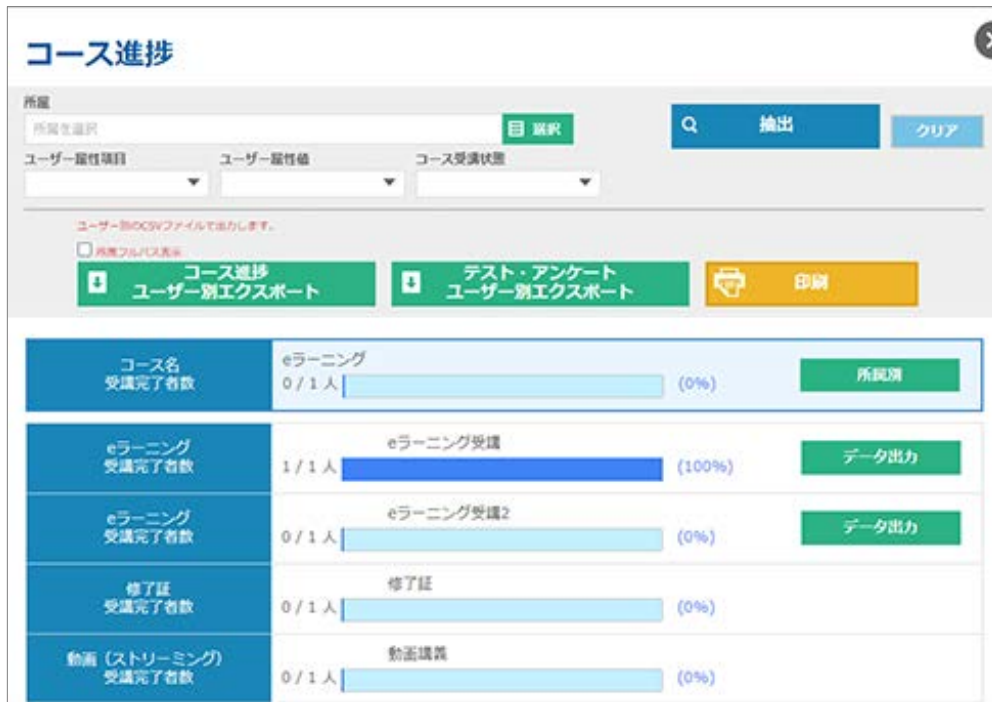 コース進捗
所属
所属を選択
選択
抽出
クリア
ユーザー属性項目
ユーザー属性値
コース受講状態
ユーザー別のCSVファイルで出力します。
所属フルパス表示
コース進捗
ユーザー別エクスポート
テスト・アンケート
ユーザー別エクスポート
印刷
コース名
受講完了者数
eラーニング
0 / 1 人
(0%)
所属別
eラーニング
受講完了者数
eラーニング受講
1 / 1 人
(100%)
データ出力
eラーニング
受講完了者数
eラーニング受講2
0 / 1 人
(0%)
データ出力
修了証
受講完了者数
修了証
0 / 1 人
(0%)
動画（ストリーミング）
受講完了者数
動画講義
0 / 1 人
(0%)